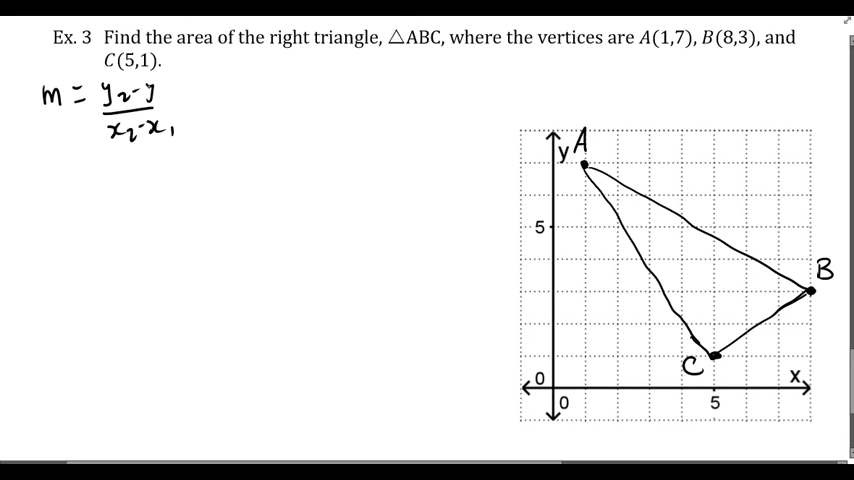 Ex. 3 Find the area of the right triangle, △ABC, where the vertices are A(1,7), B(8,3), and
C(5,1).
m = y₂-y
x₂-x₁
A
y
5
B
C
0
x
0
5